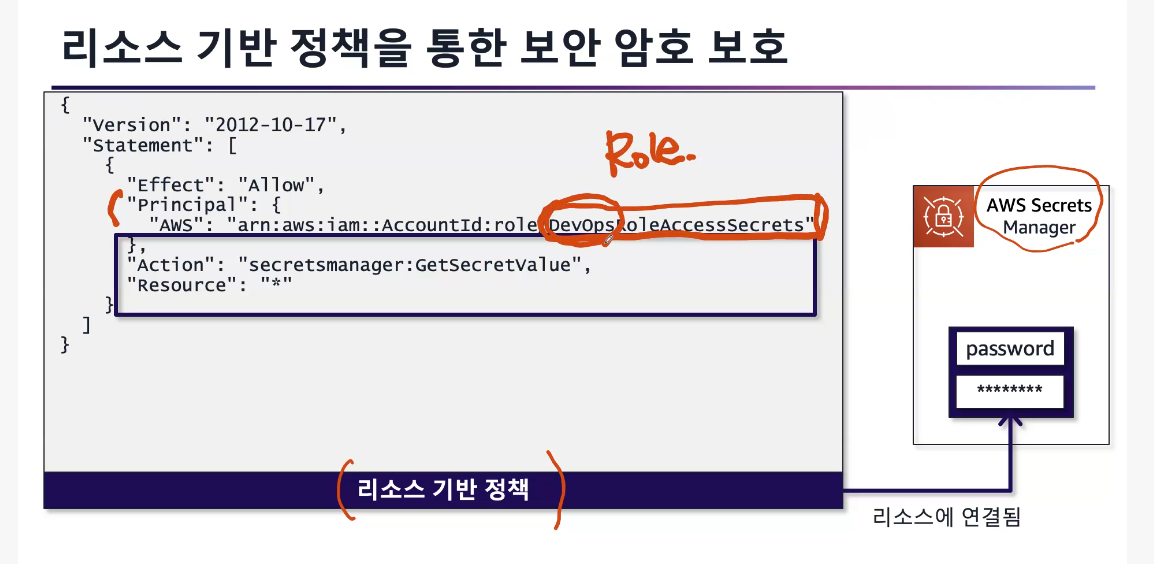 리소스 기반 정책을 통한 보안 암호 보호
{
"Version": "2012-10-17",
"Statement": [
{
"Effect": "Allow",
"Principal": {
"AWS": "arn:aws:iam::AccountId:role/DevOpsRoleAccessSecrets"
},
"Action": "secretsmanager:GetSecretValue",
"Resource": "*"
}
]
}
Role.
리소스 기반 정책
AWS Secrets
Manager
password
********
리소스에 연결됨